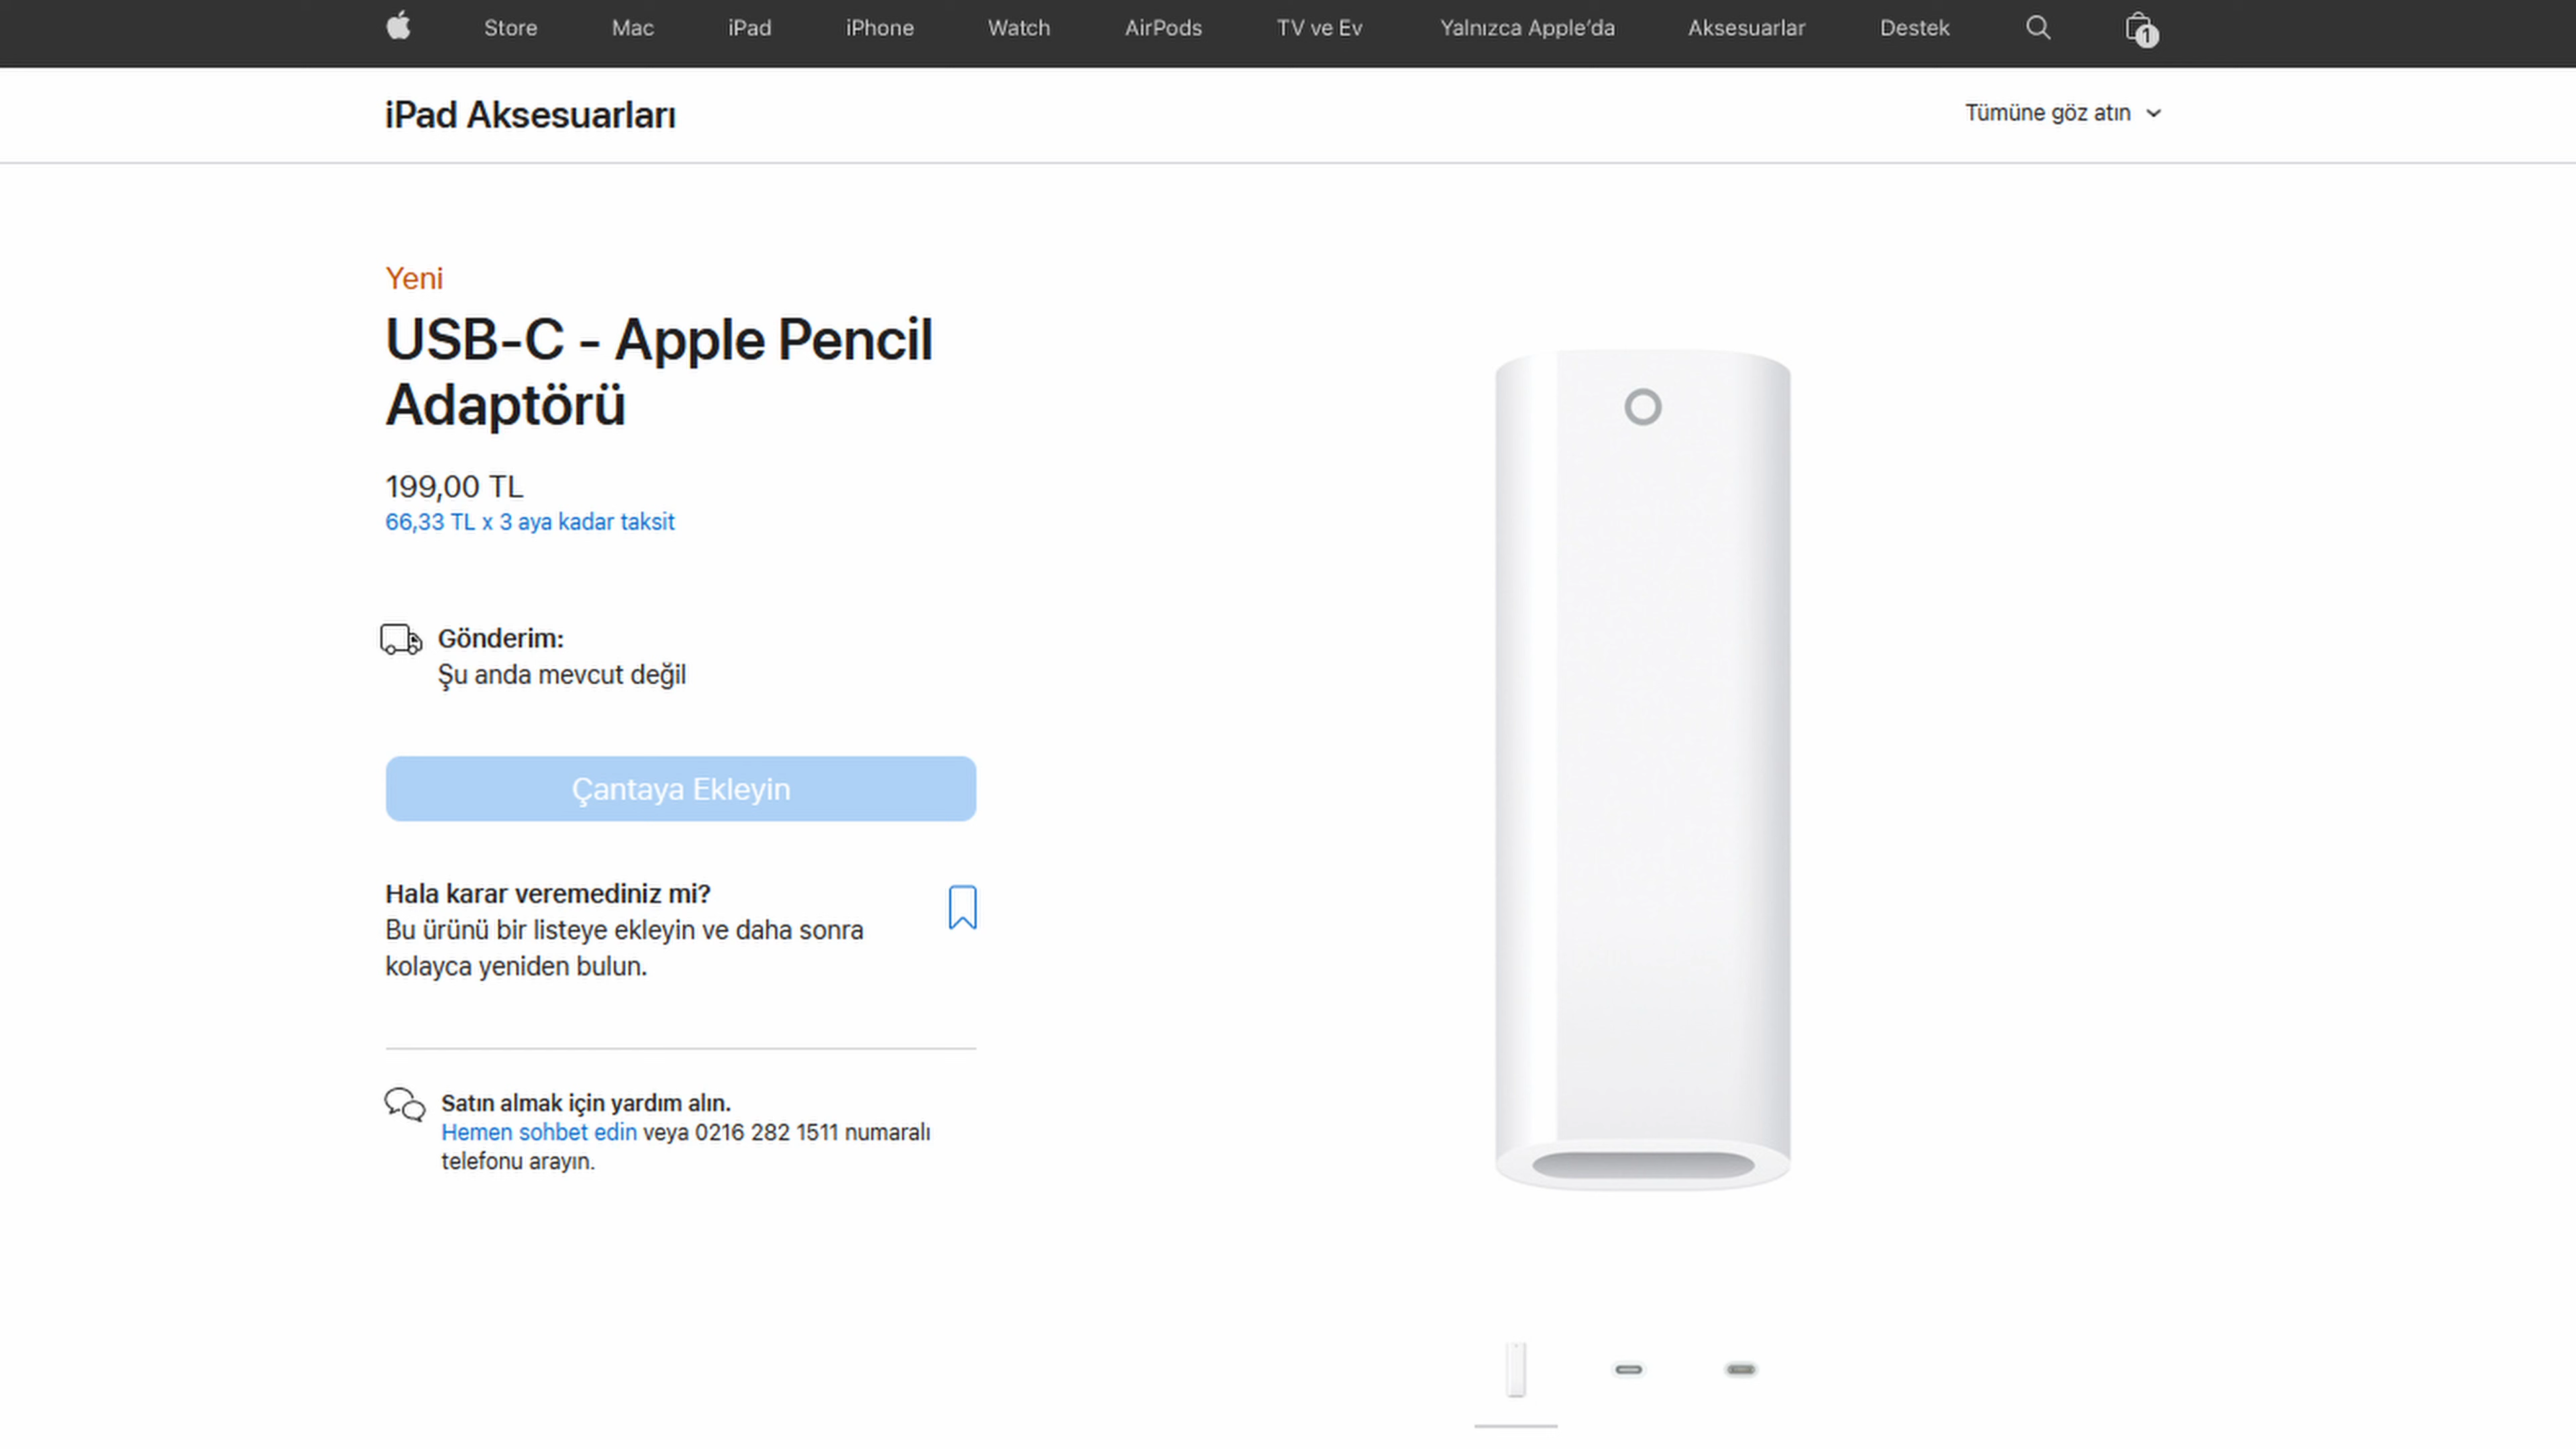 Store Mac iPad iPhone Watch AirPods TV ve Ev Yalnızca Apple’da Aksesuarlar Destek 1
iPad Aksesuarları
Tümüne göz atın
Yeni
USB-C - Apple Pencil
Adaptörü
199,00 TL
66,33 TL x 3 aya kadar taksit
Gönderim:
Şu anda mevcut değil
Çantaya Ekleyin
Hala karar veremediniz mi?
Bu ürünü bir listeye ekleyin ve daha sonra
kolayca yeniden bulun.
Satın almak için yardım alın.
Hemen sohbet edin veya 0216 282 1511 numaralı
telefonu arayın.